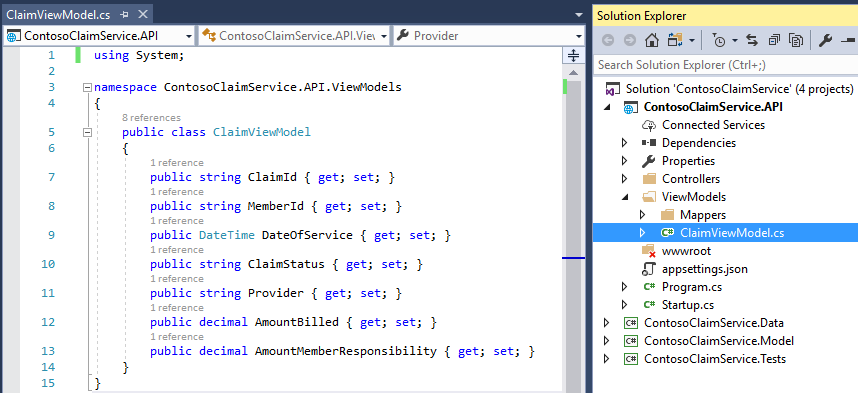 ClaimViewModel.cs
ContosoClaimService.API
ContosoClaimService.API.Viev
Provider
1 using System;
2
3 namespace ContosoClaimService.API.ViewModels
4 {
8 references
5 public class ClaimViewModel
6 {
1 reference
7 public string ClaimId { get; set; }
1 reference
8 public string MemberId { get; set; }
1 reference
9 public DateTime DateOfService { get; set; }
1 reference
10 public string ClaimStatus { get; set; }
1 reference
11 public string Provider { get; set; }
1 reference
12 public decimal AmountBilled { get; set; }
1 reference
13 public decimal AmountMemberResponsibility { get; set; }
14 }
15 }
Solution Explorer
Search Solution Explorer (Ctrl+;)
Solution 'ContosoClaimService' (4 projects)
ContosoClaimService.API
Connected Services
Dependencies
Properties
Controllers
ViewModels
Mappers
C# ClaimViewModel.cs
wwwroot
appsettings.json
C# Program.cs
C# Startup.cs
C# ContosoClaimService.Data
C# ContosoClaimService.Model
C# ContosoClaimService.Tests